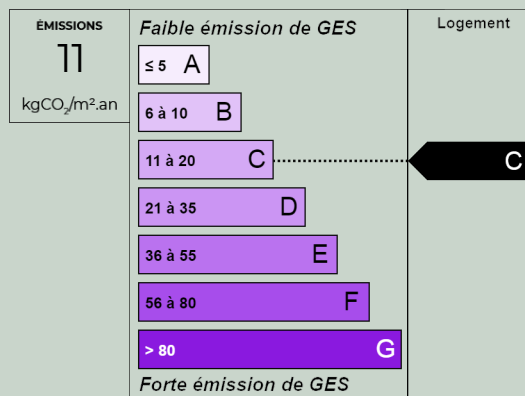 ÉMISSIONS
11
kgCO₂/m².an
Faible émission de GES
≤ 5 A
6 à 10 B
11 à 20 C
21 à 35 D
36 à 55 E
56 à 80 F
> 80 G
Forte émission de GES
Logement
C